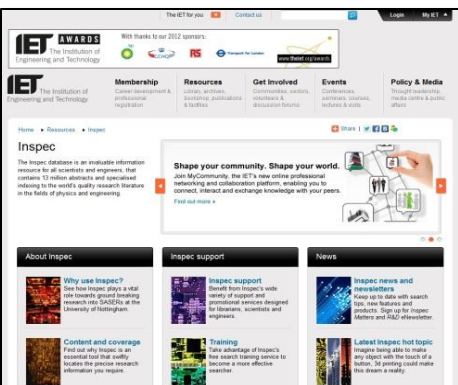 The IET for you
Contact us
Login
My IET
IET AWARDS
The Institution of
Engineering and Technology
With thanks to our 2012 sponsors:
bp
RS
Transport for London
www.theiet.org/awards
IET
The Institution of
Engineering and Technology
Membership
Career development &
professional
registration
Resources
Library, archives,
bookshop, publications
& facilities
Get Involved
Communities, sectors,
volunteers &
discussion forums
Events
Conferences,
seminars, courses,
lectures & visits
Policy & Media
Thought leadership,
media centre & public
affairs
Home
Resources
Inspec
Share
Inspec
The Inspec database is an invaluable information
resource for all scientists and engineers, that
contains 13 million abstracts and specialised
indexing to the world's quality research literature
in the fields of physics and engineering.
Shape your community. Shape your world.
Join MyCommunity, the IET's new online professional
networking and collaboration platform, enabling you to
connect, interact and exchange knowledge with your peers.
Find out more »
About Inspec
Why use Inspec?
See how Inspec plays a vital
role towards ground breaking
research into SASERs at the
University of Nottingham.
Content and coverage
Find out why Inspec is an
essential tool that swiftly
locates the precise research
information you require.
Inspec support
Inspec support
Benefit from Inspec's wide
variety of support and
promotional services designed
for librarians, scientists and
engineers.
Training
Take advantage of Inspec's
free search training service to
become a more effective
searcher.
News
Inspec news and
newsletters
Keep up to date with search
tips, new features and
products. Sign up for Inspec
Matters and R&D eNewsletter.
Latest Inspec hot topic
Imagine being able to make
any object with the touch of a
button, 3d printing could make
this dream a reality.